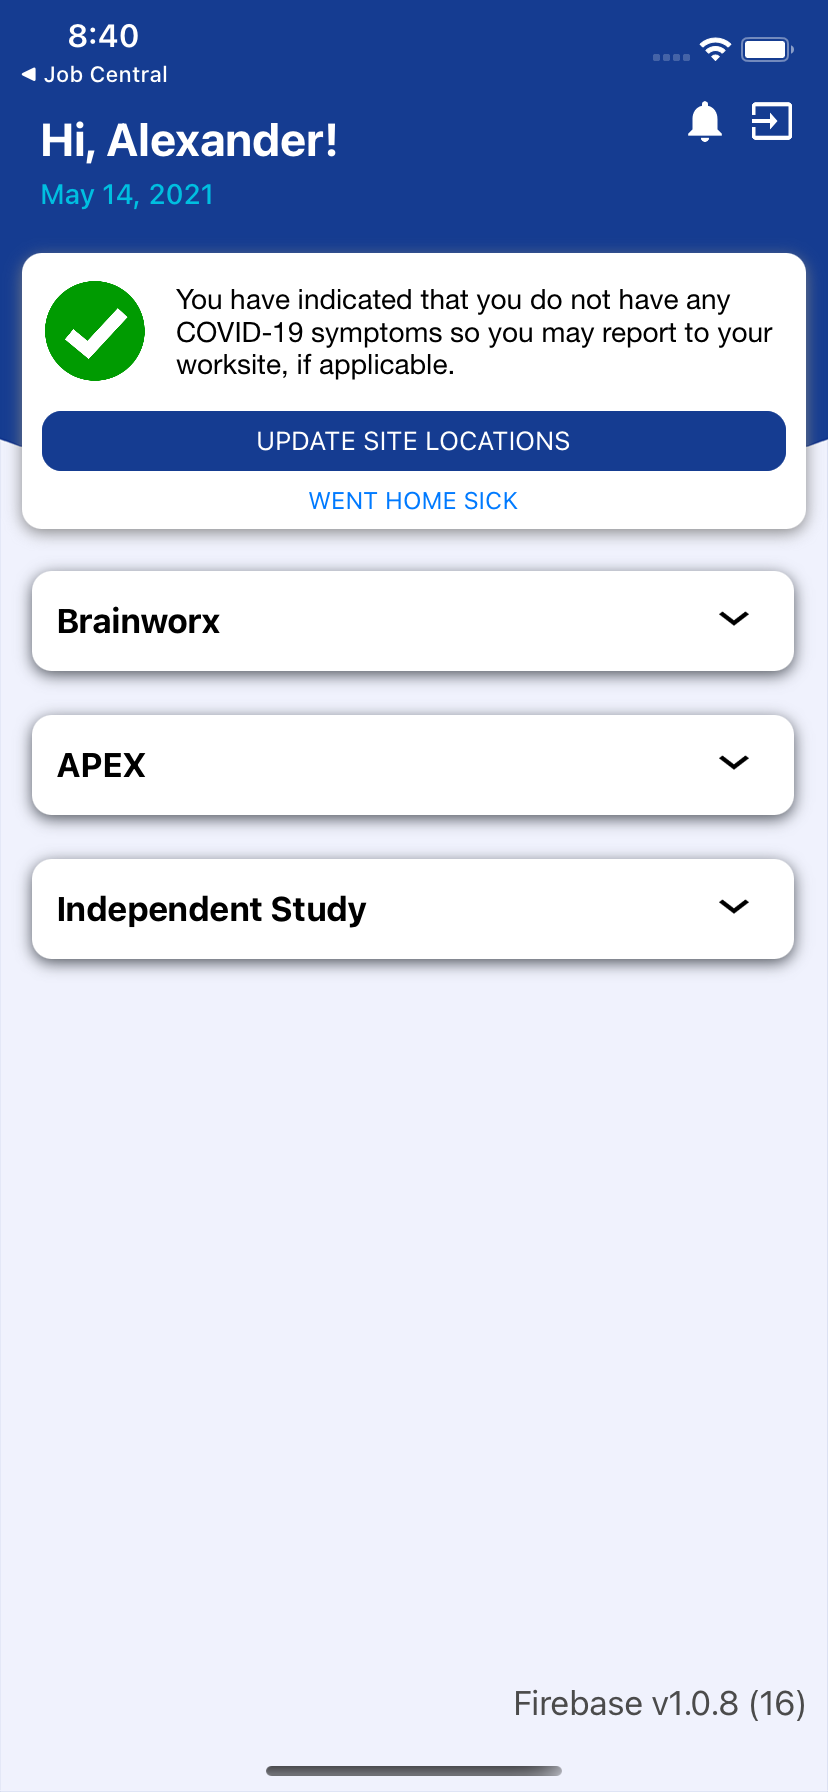 8:40
◀ Job Central
Hi, Alexander!
May 14, 2021
You have indicated that you do not have any
COVID-19 symptoms so you may report to your
worksite, if applicable.
UPDATE SITE LOCATIONS
WENT HOME SICK
Brainworx
APEX
Independent Study
Firebase v1.0.8 (16)